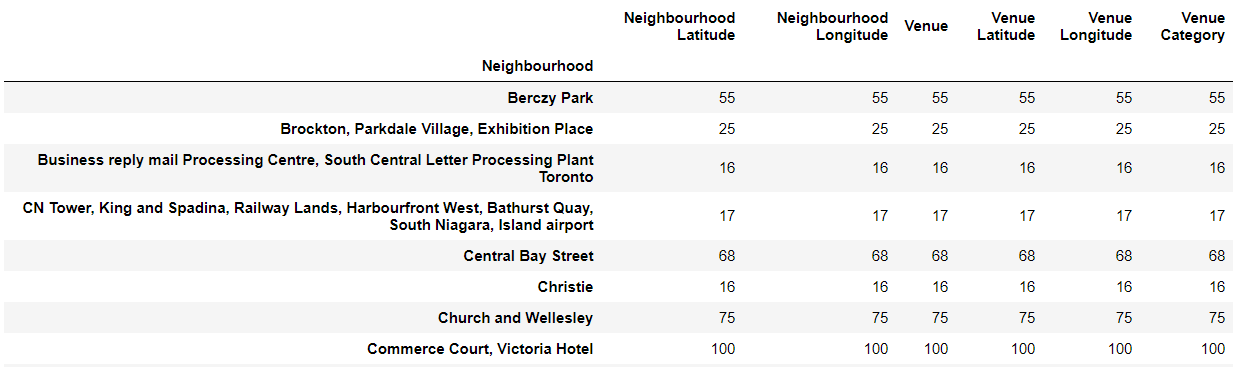 Neighbourhood Latitude Neighbourhood Longitude Venue Venue Latitude Venue Longitude Venue Category
Neighbourhood
Berczy Park 55 55 55 55 55 55
Brockton, Parkdale Village, Exhibition Place 25 25 25 25 25 25
Business reply mail Processing Centre, South Central Letter Processing Plant
Toronto 16 16 16 16 16 16
CN Tower, King and Spadina, Railway Lands, Harbourfront West, Bathurst Quay,
South Niagara, Island airport 17 17 17 17 17 17
Central Bay Street 68 68 68 68 68 68
Christie 16 16 16 16 16 16
Church and Wellesley 75 75 75 75 75 75
Commerce Court, Victoria Hotel 100 100 100 100 100 100